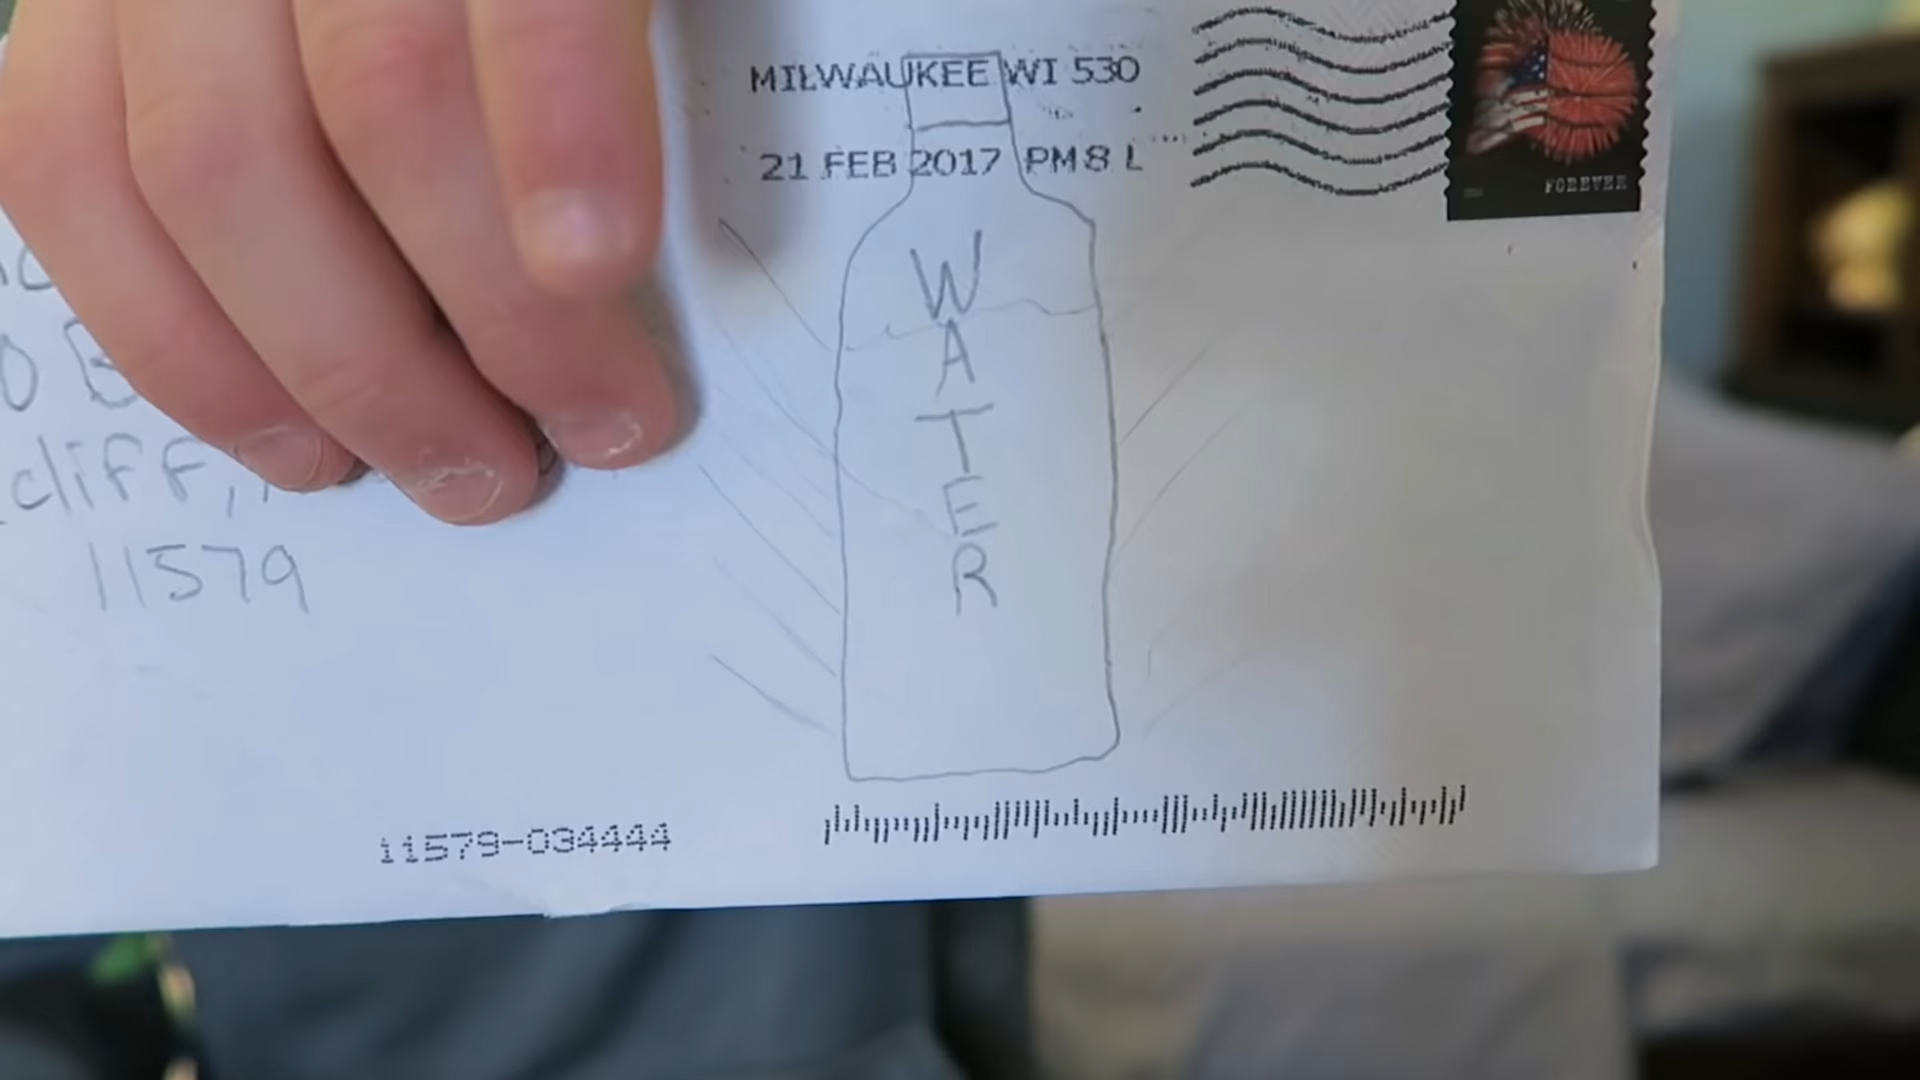 MILWAUKEE WI 530
21 FEB 2017 PM 8 L
FOREVER
WATER
cliff,
11579
11579-034444